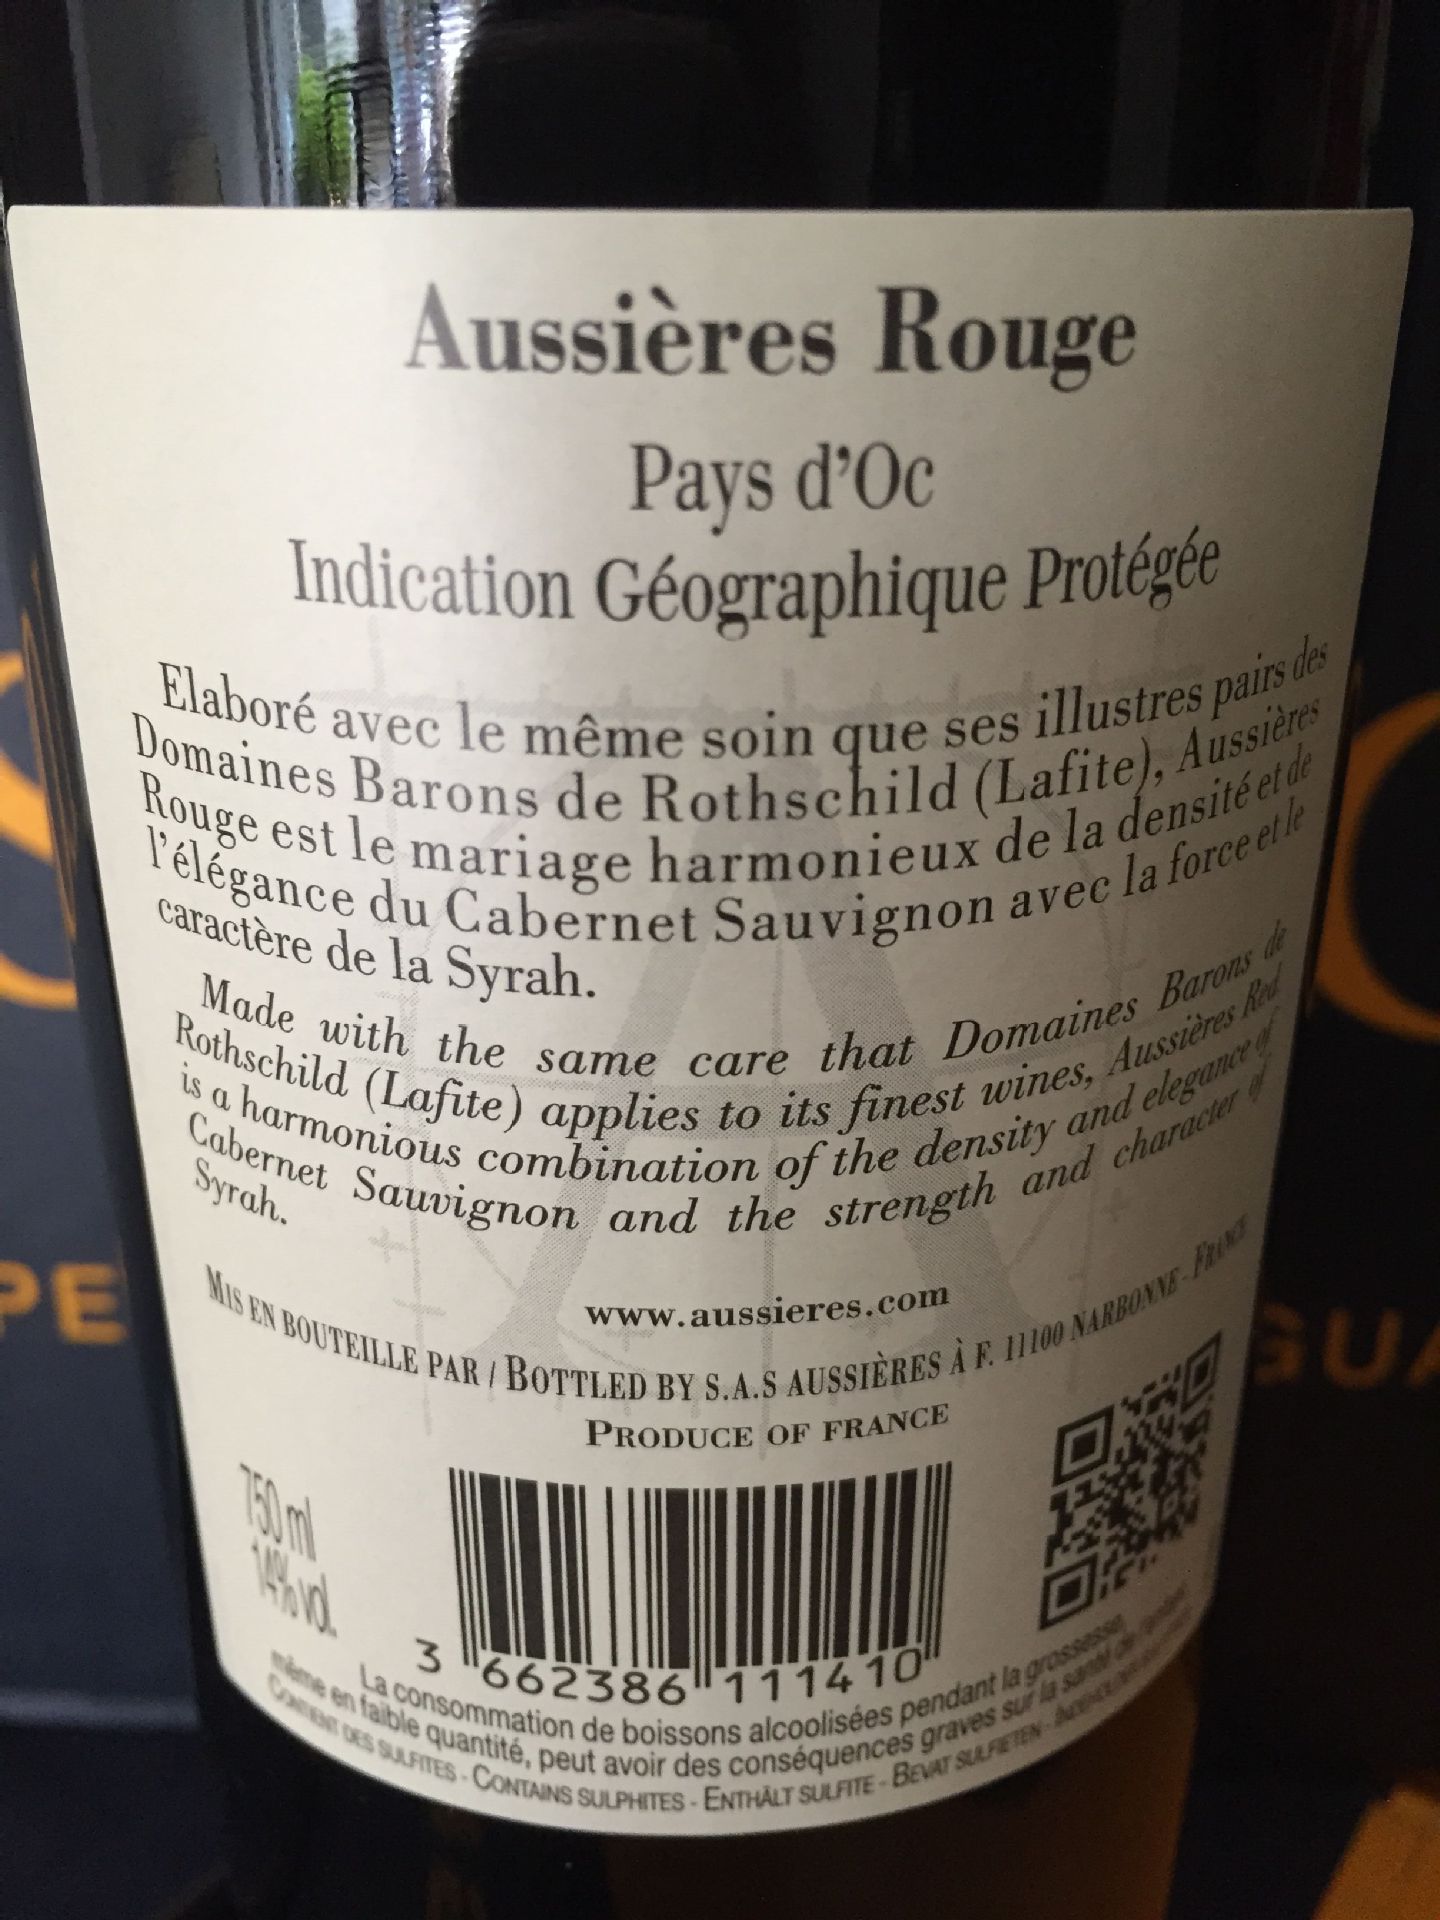 Aussières Rouge
Pays d'Oc
Indication Géographique Protégée
Elaboré avec le même soin que ses illustres pairs des
Domaines Barons de Rothschild (Lafite), Aussières
Rouge est le mariage harmonieux de la densité et de
l'élégance du Cabernet Sauvignon avec la force et le
caractère de la Syrah.
Made with the same care that Domaines Barons de
Rothschild (Lafite) applies to its finest wines, Aussières Red
is a harmonious combination of the density and elegance of
Cabernet Sauvignon and the strength and character of
Syrah.
www.aussieres.com
MIS EN BOUTEILLE PAR / BOTTLED BY S.A.S AUSSIÈRES À F. 11100 NARBONNE - FRANCE
PRODUCE OF FRANCE
750 ml
14% vol.
3 662386 111410
La consommation de boissons alcoolisées pendant la grossesse,
même en faible quantité, peut avoir des conséquences graves sur la santé de l'enfant.
CONTIENT DES SULFITES - CONTAINS SULPHITES - ENTHÄLT SULFITE - BEVAT SULFIETEN -
PE
GUA